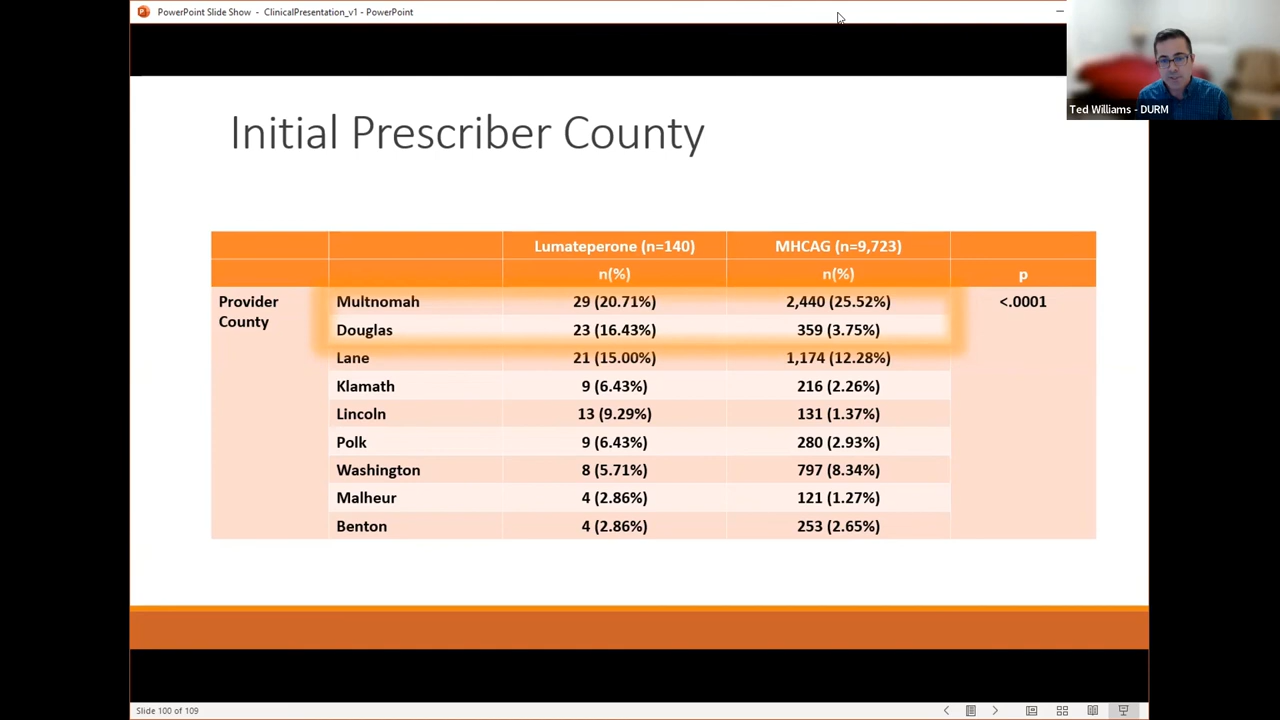 PowerPoint Slide Show - ClinicalPresentation_v1 - PowerPoint
Ted Williams - DURM
Initial Prescriber County
Lumateperone (n=140) MHCAG (n=9,723)
n(%) n(%) p
Provider County Multnomah 29 (20.71%) 2,440 (25.52%) <.0001
Douglas 23 (16.43%) 359 (3.75%)
Lane 21 (15.00%) 1,174 (12.28%)
Klamath 9 (6.43%) 216 (2.26%)
Lincoln 13 (9.29%) 131 (1.37%)
Polk 9 (6.43%) 280 (2.93%)
Washington 8 (5.71%) 797 (8.34%)
Malheur 4 (2.86%) 121 (1.27%)
Benton 4 (2.86%) 253 (2.65%)
Slide 100 of 109